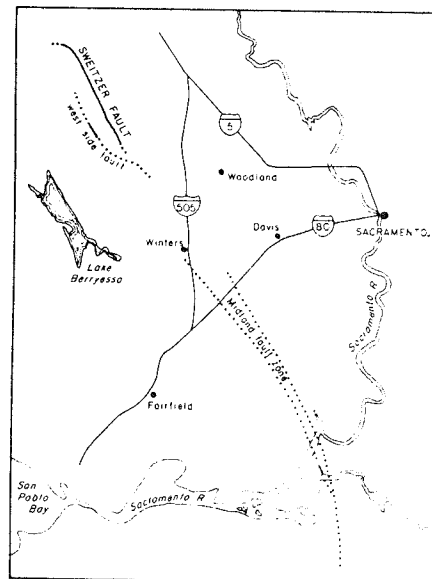 SWEITZER FAULT
west side fault
5
Woodland
505
Davis
80
SACRAMENTO
Winters
Lake
Berryessa
Midland fault zone
Sacramento R
Fairfield
San
Pablo
Bay
Sacramento R